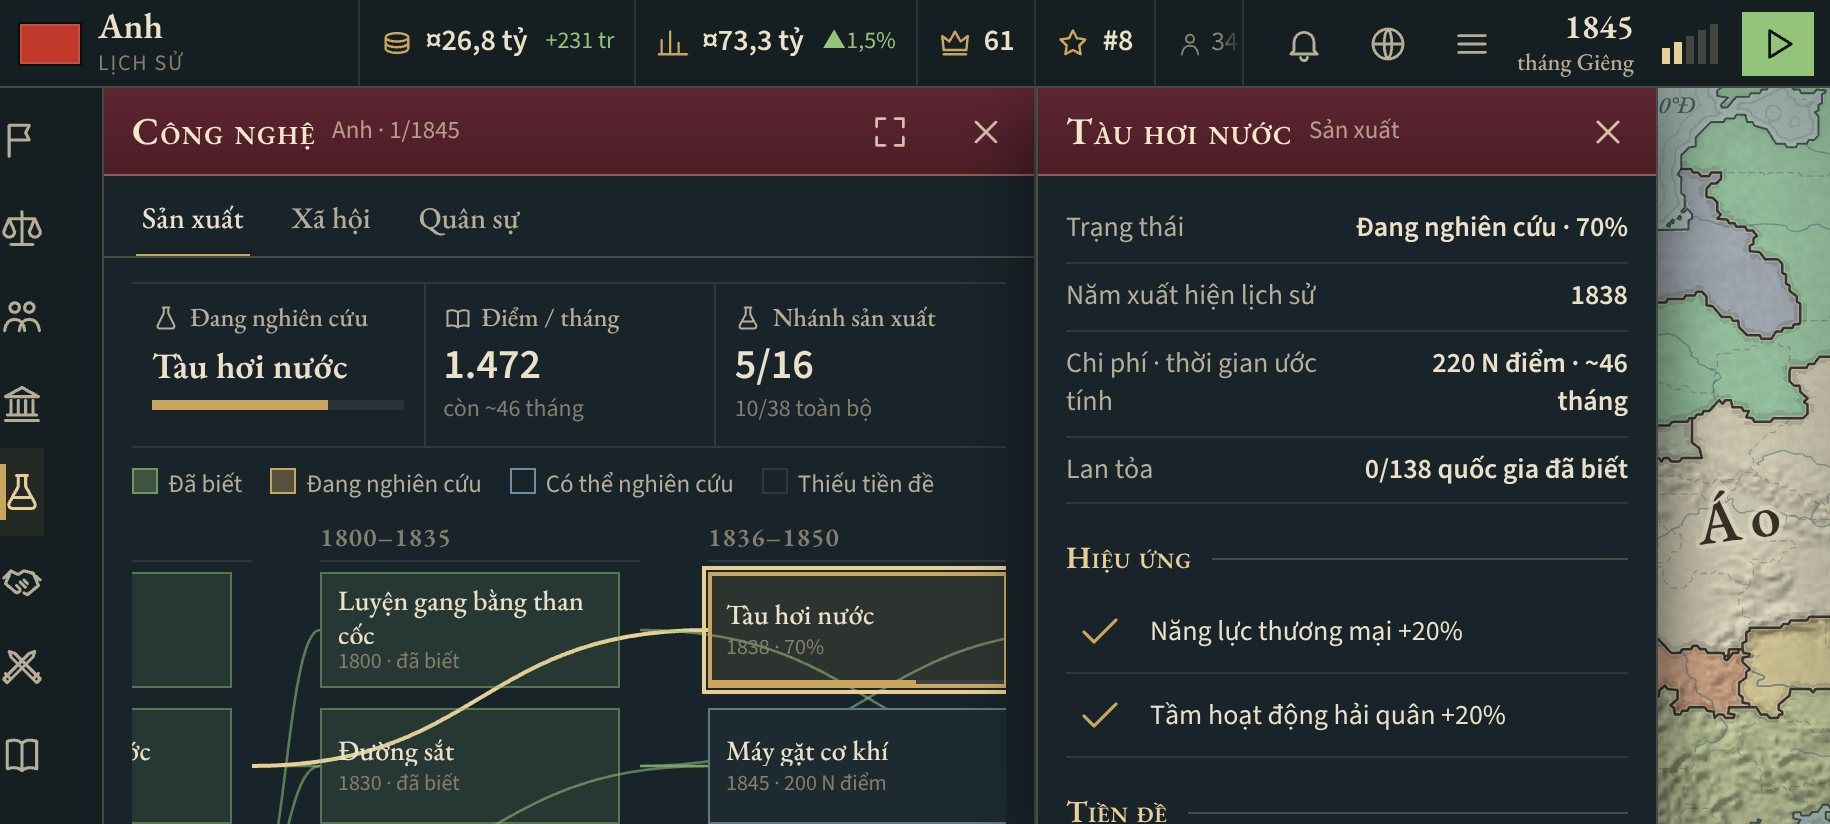 Anh
LỊCH SỬ
¤26,8 tỷ +231 tr
¤73,3 tỷ ▲1,5%
61
#8
34
1845
tháng Giêng
Công nghệ Anh · 1/1845
Sản xuất Xã hội Quân sự
Đang nghiên cứu
Tàu hơi nước
Điểm / tháng
1.472
còn ~46 tháng
Nhánh sản xuất
5/16
10/38 toàn bộ
Đã biết Đang nghiên cứu Có thể nghiên cứu Thiếu tiền đề
1800–1835
1836–1850
Luyện gang bằng than
cốc
1800 · đã biết
Tàu hơi nước
1838 · 70%
Đường sắt
1830 · đã biết
Máy gặt cơ khí
1845 · 200 N điểm
Tàu hơi nước Sản xuất
Trạng thái Đang nghiên cứu · 70%
Năm xuất hiện lịch sử 1838
Chi phí · thời gian ước 220 N điểm · ~46
tính tháng
Lan tỏa 0/138 quốc gia đã biết
Hiệu ứng
Năng lực thương mại +20%
Tầm hoạt động hải quân +20%
Tiền đề
0°Đ
Áo